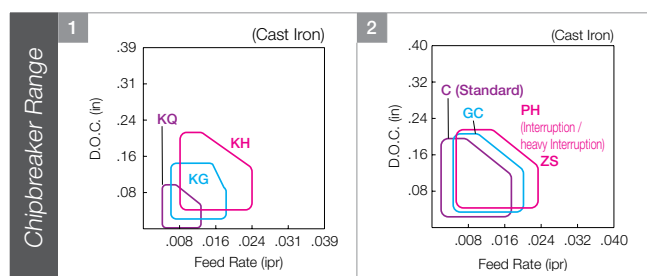 Chipbreaker Range
1
(Cast Iron)
.39
.31
.24
.16
.08
D.O.C. (in)
KQ
KH
KG
.008 .016 .024 .031 .039
Feed Rate (ipr)
2
(Cast Iron)
.40
.32
.24
.16
.08
D.O.C. (in)
C (Standard)
GC
PH
(Interruption /
heavy Interruption)
ZS
.008 .016 .024 .032 .040
Feed Rate (ipr)